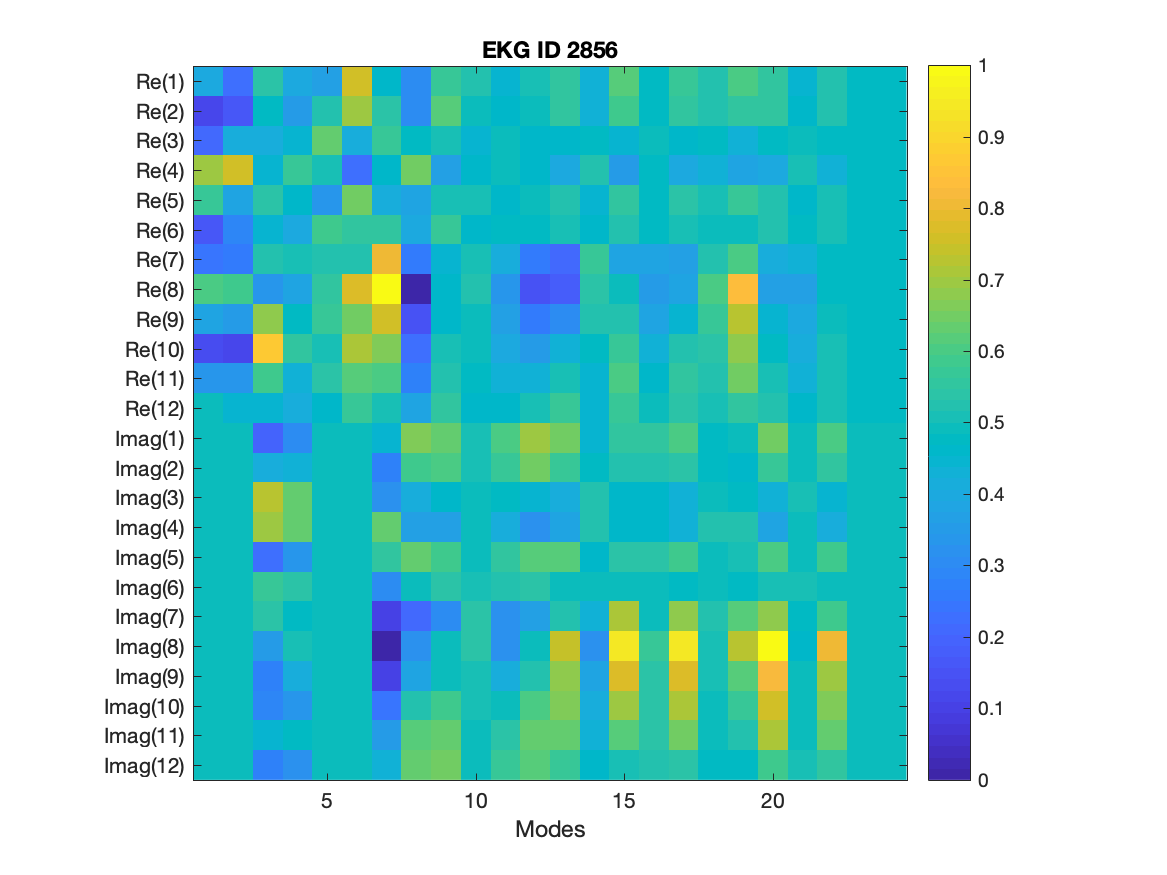 EKG ID 2856
Re(1)
Re(2)
Re(3)
Re(4)
Re(5)
Re(6)
Re(7)
Re(8)
Re(9)
Re(10)
Re(11)
Re(12)
Imag(1)
Imag(2)
Imag(3)
Imag(4)
Imag(5)
Imag(6)
Imag(7)
Imag(8)
Imag(9)
Imag(10)
Imag(11)
Imag(12)
5 10 15 20
Modes
1
0.9
0.8
0.7
0.6
0.5
0.4
0.3
0.2
0.1
0